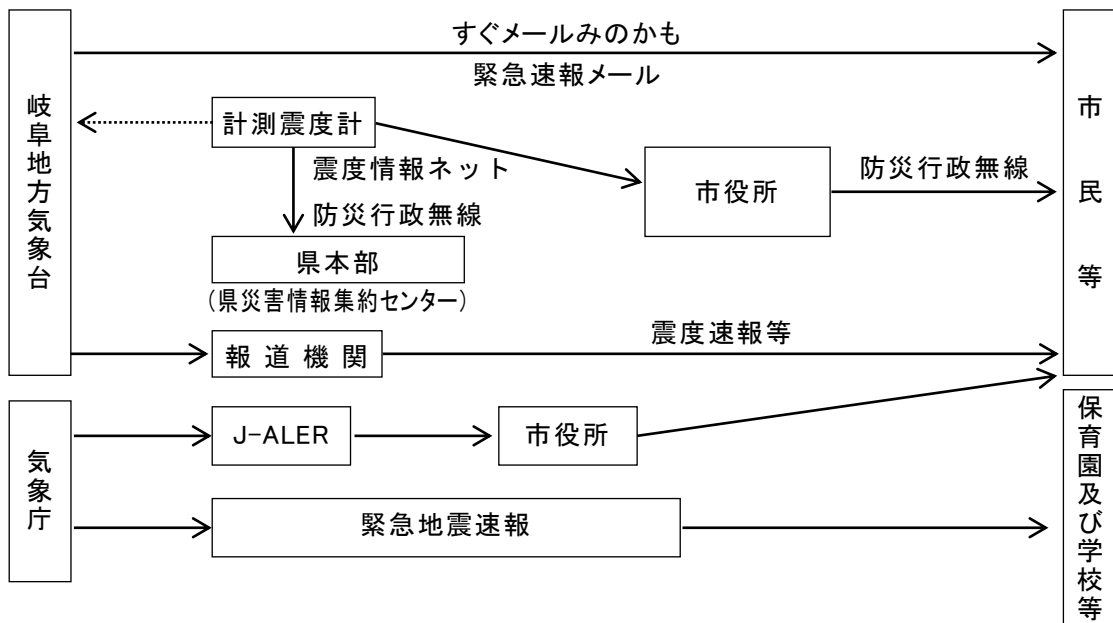 すぐメールみのかも
緊急速報メール
岐阜地方気象台
計測震度計
震度情報ネット
防災行政無線
県本部
(県災害情報集約センター)
市役所
防災行政無線
市民等
報道機関
震度速報等
気象庁
J-ALER
市役所
緊急地震速報
保育園及び学校等